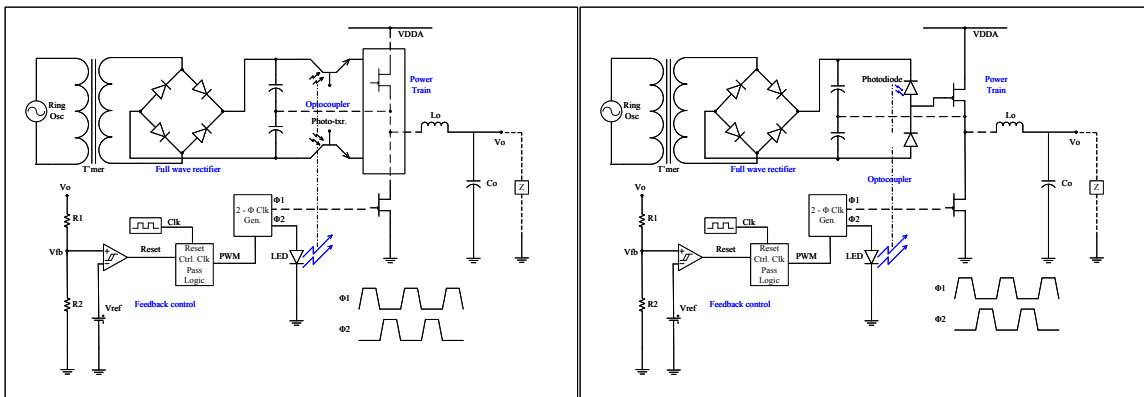 VDDA
Power
Train
Optocoupler
Ring
Osc
Photo-txr.
Lo
Vo
T'mer
Full wave rectifier
Co
Z
Vo
R1
Clk
2 - Φ Clk
Gen.
Φ1
Φ2
Vfb
Reset
Reset
Ctrl. Clk
Pass
Logic
PWM
LED
R2
Vref
Feedback control
Φ1
Φ2
VDDA
Photodiode
Power
Train
Ring
Osc
Lo
Vo
T'mer
Full wave rectifier
Optocoupler
Co
Z
Vo
R1
Clk
2 - Φ Clk
Gen.
Φ1
Φ2
Vfb
Reset
Reset
Ctrl. Clk
Pass
Logic
PWM
LED
R2
Vref
Feedback control
Φ1
Φ2